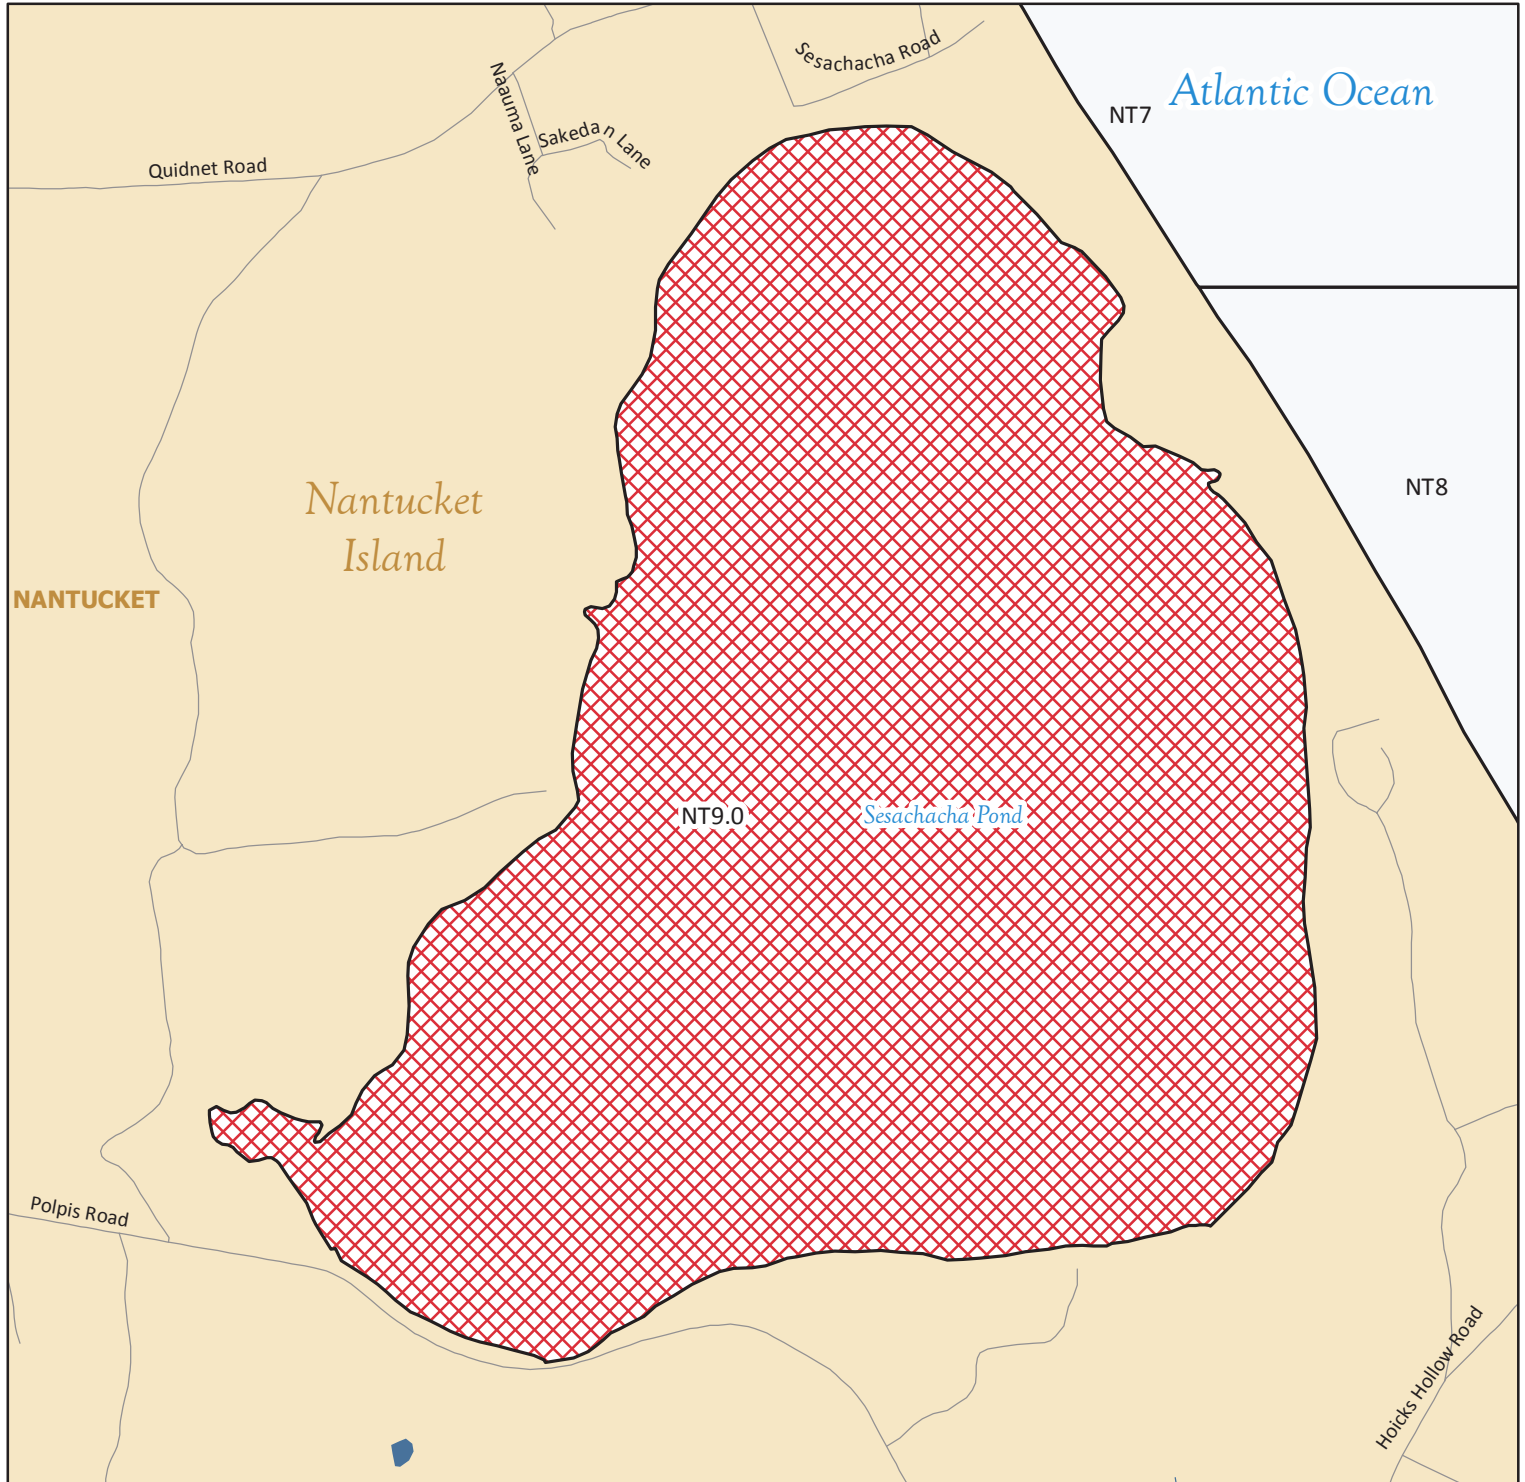 Sesachacha Road
Atlantic Ocean
NT7
Naauma Lane
Sakedan Lane
Quidnet Road
NT8
Nantucket
Island
NANTUCKET
NT9.0
Sesachacha Pond
Polpis Road
Hoicks Hollow Road